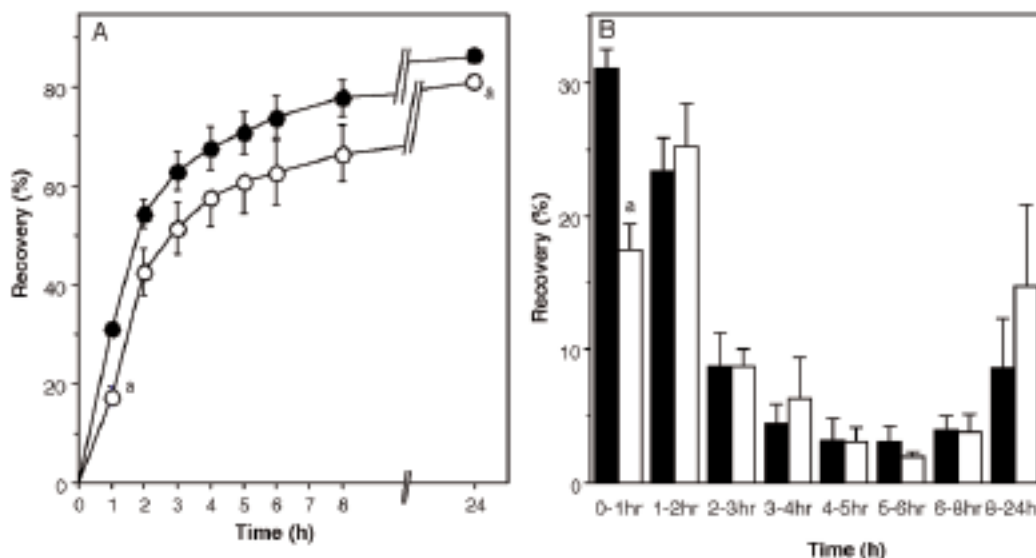 A
Recovery (%)
80
60
40
20
0
a
a
0 1 2 3 4 5 6 7 8 24
Time (h)
B
Recovery (%)
30
20
10
0
a
0-1hr 1-2hr 2-3hr 3-4hr 4-5hr 5-6hr 6-8hr 8-24hr
Time (h)